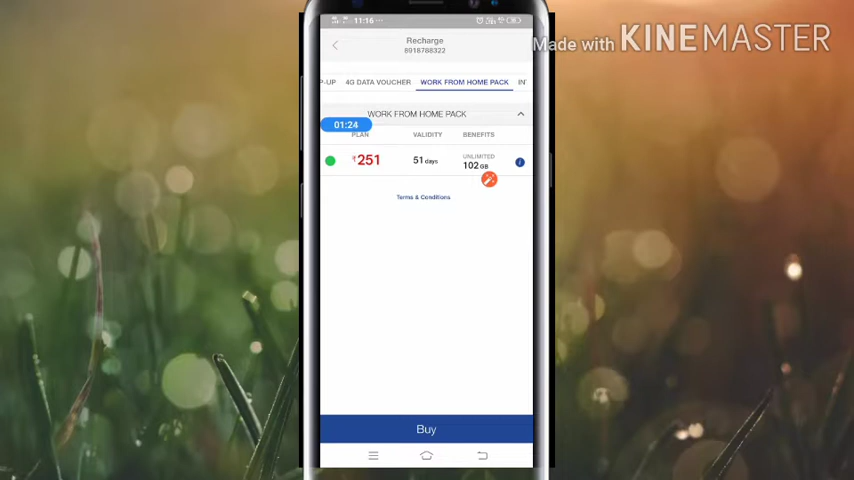 11:16
Made with KINEMASTER
Recharge
8918788322
P-UP 4G DATA VOUCHER WORK FROM HOME PACK IN
WORK FROM HOME PACK
01:24
PLAN VALIDITY BENEFITS
₹251 51 days UNLIMITED
102 GB
Terms & Conditions
Buy